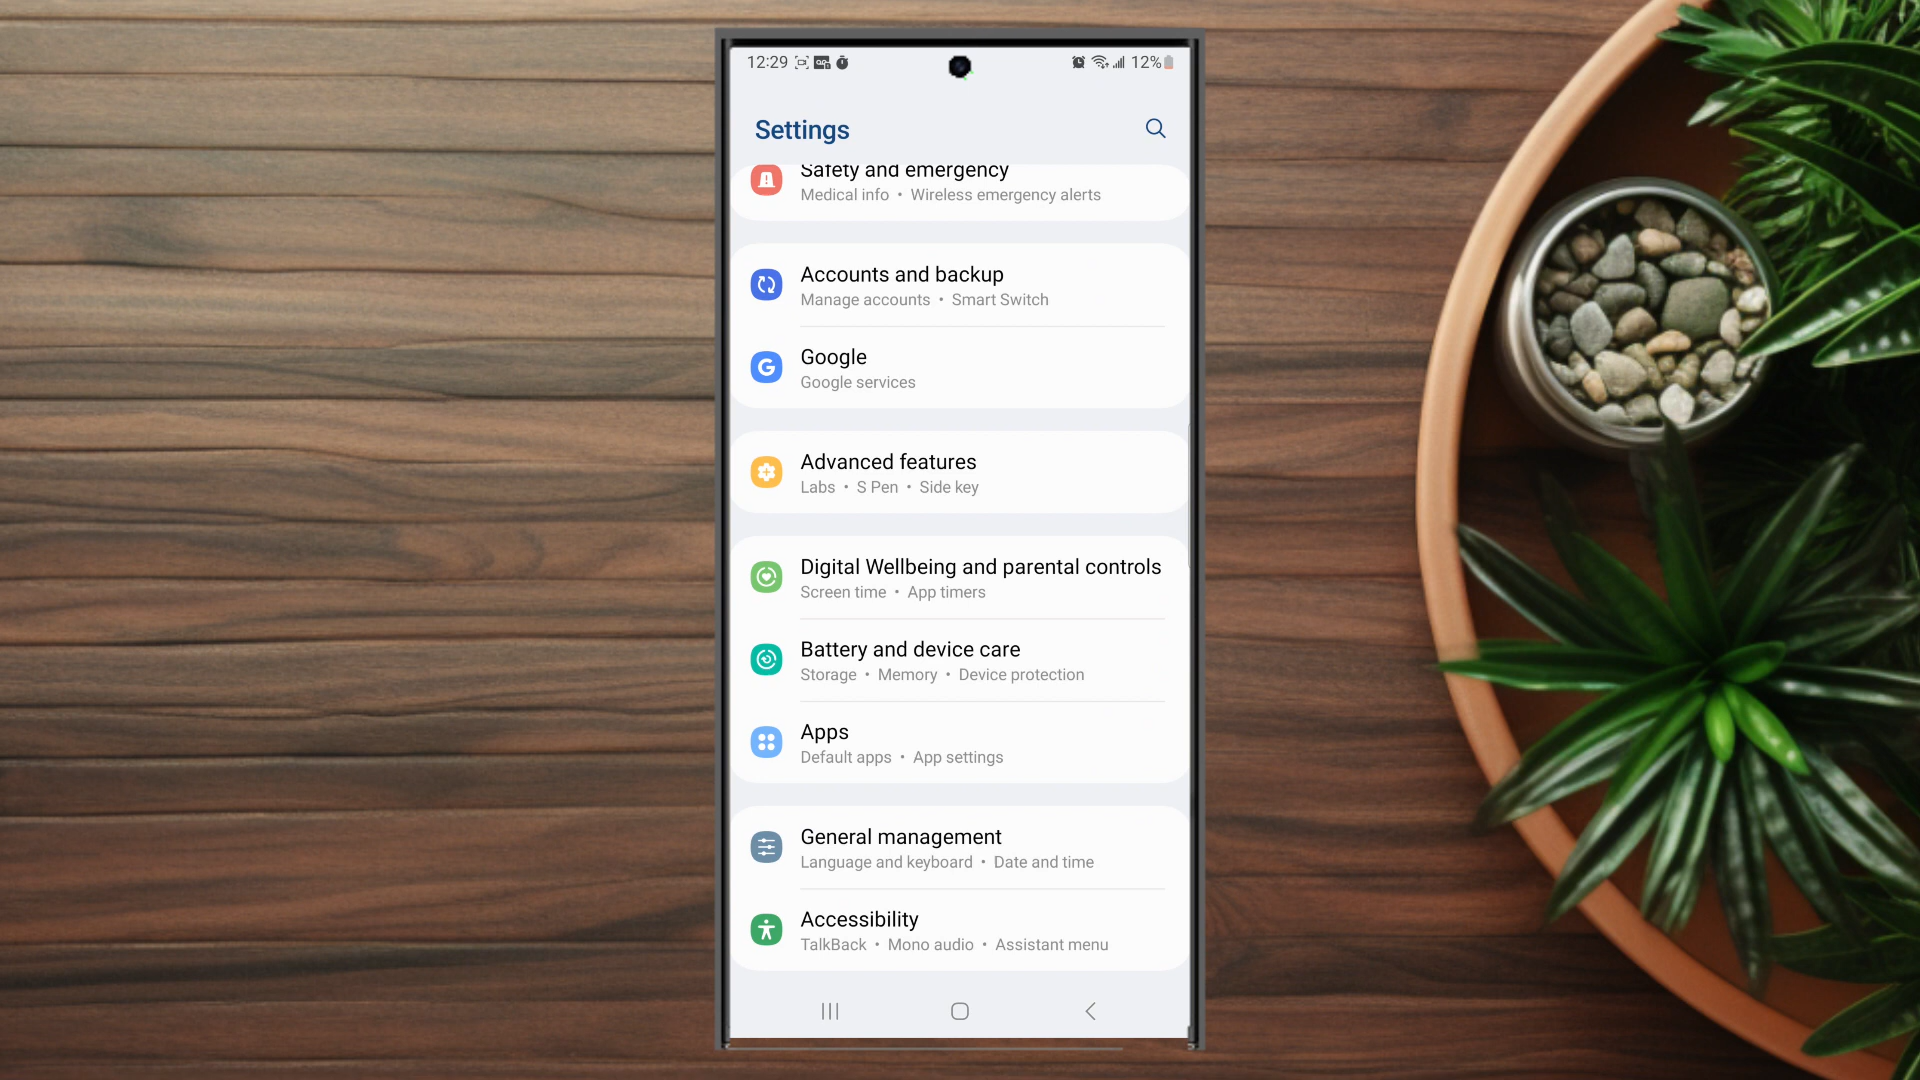 12:29 12%
Settings
Safety and emergency
Medical info • Wireless emergency alerts
Accounts and backup
Manage accounts • Smart Switch
Google
Google services
Advanced features
Labs • S Pen • Side key
Digital Wellbeing and parental controls
Screen time • App timers
Battery and device care
Storage • Memory • Device protection
Apps
Default apps • App settings
General management
Language and keyboard • Date and time
Accessibility
TalkBack • Mono audio • Assistant menu